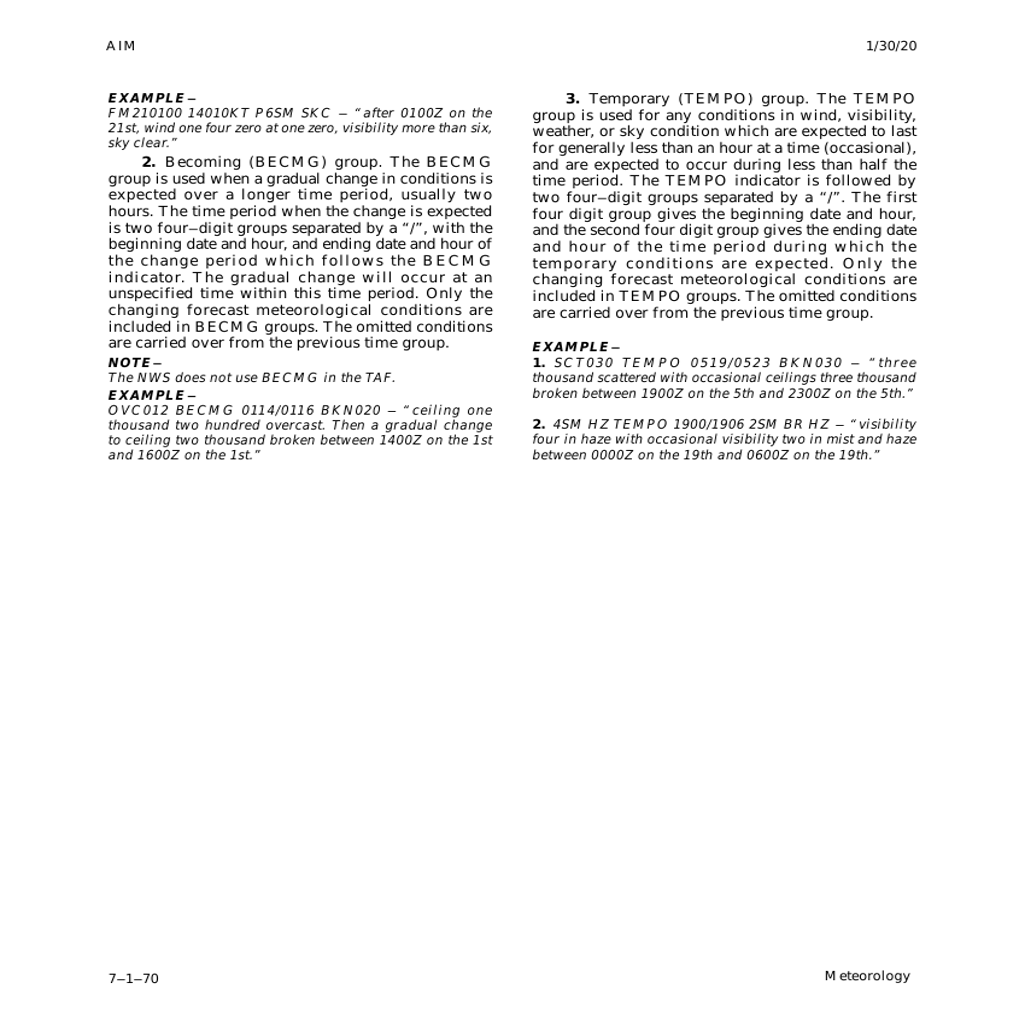 AIM
1/30/20
EXAMPLE–
FM210100 14010KT P6SM SKC – “after 0100Z on the
21st, wind one four zero at one zero, visibility more than six,
sky clear.”
2. Becoming (BECMG) group. The BECMG
group is used when a gradual change in conditions is
expected over a longer time period, usually two
hours. The time period when the change is expected
is two four–digit groups separated by a “/”, with the
beginning date and hour, and ending date and hour of
the change period which follows the BECMG
indicator. The gradual change will occur at an
unspecified time within this time period. Only the
changing forecast meteorological conditions are
included in BECMG groups. The omitted conditions
are carried over from the previous time group.
NOTE–
The NWS does not use BECMG in the TAF.
EXAMPLE–
OVC012 BECMG 0114/0116 BKN020 – “ceiling one
thousand two hundred overcast. Then a gradual change
to ceiling two thousand broken between 1400Z on the 1st
and 1600Z on the 1st.”
3. Temporary (TEMPO) group. The TEMPO
group is used for any conditions in wind, visibility,
weather, or sky condition which are expected to last
for generally less than an hour at a time (occasional),
and are expected to occur during less than half the
time period. The TEMPO indicator is followed by
two four–digit groups separated by a “/”. The first
four digit group gives the beginning date and hour,
and the second four digit group gives the ending date
and hour of the time period during which the
temporary conditions are expected. Only the
changing forecast meteorological conditions are
included in TEMPO groups. The omitted conditions
are carried over from the previous time group.
EXAMPLE–
1. SCT030 TEMPO 0519/0523 BKN030 – “three
thousand scattered with occasional ceilings three thousand
broken between 1900Z on the 5th and 2300Z on the 5th.”
2. 4SM HZ TEMPO 1900/1906 2SM BR HZ – “visibility
four in haze with occasional visibility two in mist and haze
between 0000Z on the 19th and 0600Z on the 19th.”
7–1–70
Meteorology